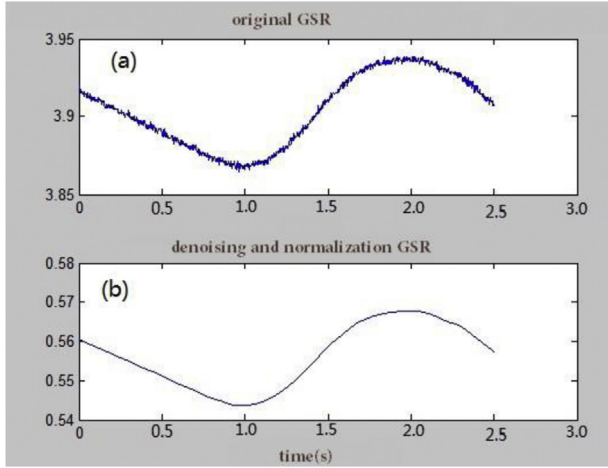 original GSR
3.95
(a)
3.9
3.85
0 0.5 1.0 1.5 2.0 2.5 3.0
denoising and normalization GSR
0.58
(b)
0.57
0.56
0.55
0.54
0 0.5 1.0 1.5 2.0 2.5 3.0
time(s)